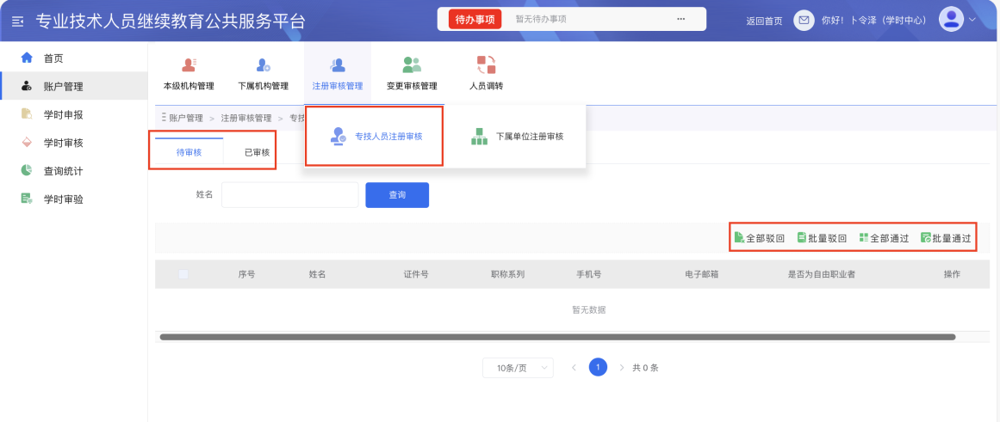 专业技术人员继续教育公共服务平台
待办事项 暂无待办事项 ···
返回首页 你好！卜令泽（学时中心）
首页
账户管理
学时申报
学时审核
查询统计
学时审验
本级机构管理 下属机构管理 注册审核管理 变更审核管理 人员调转
账户管理 > 注册审核管理 > 专技
专技人员注册审核 下属单位注册审核
待审核 已审核
姓名 查询
全部驳回 批量驳回 全部通过 批量通过
序号 姓名 证件号 职称系列 手机号 电子邮箱 是否为自由职业者 操作
暂无数据
10条/页 < 1 > 共 0 条